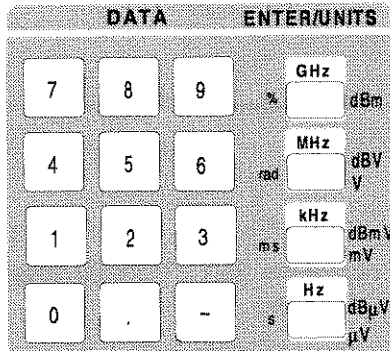 DATA ENTER/UNITS
GHz
7 8 9 % dBm
MHz
4 5 6 rad dBV
V
kHz
1 2 3 ms dBmV
mV
Hz
0 . – s dBµV
µV